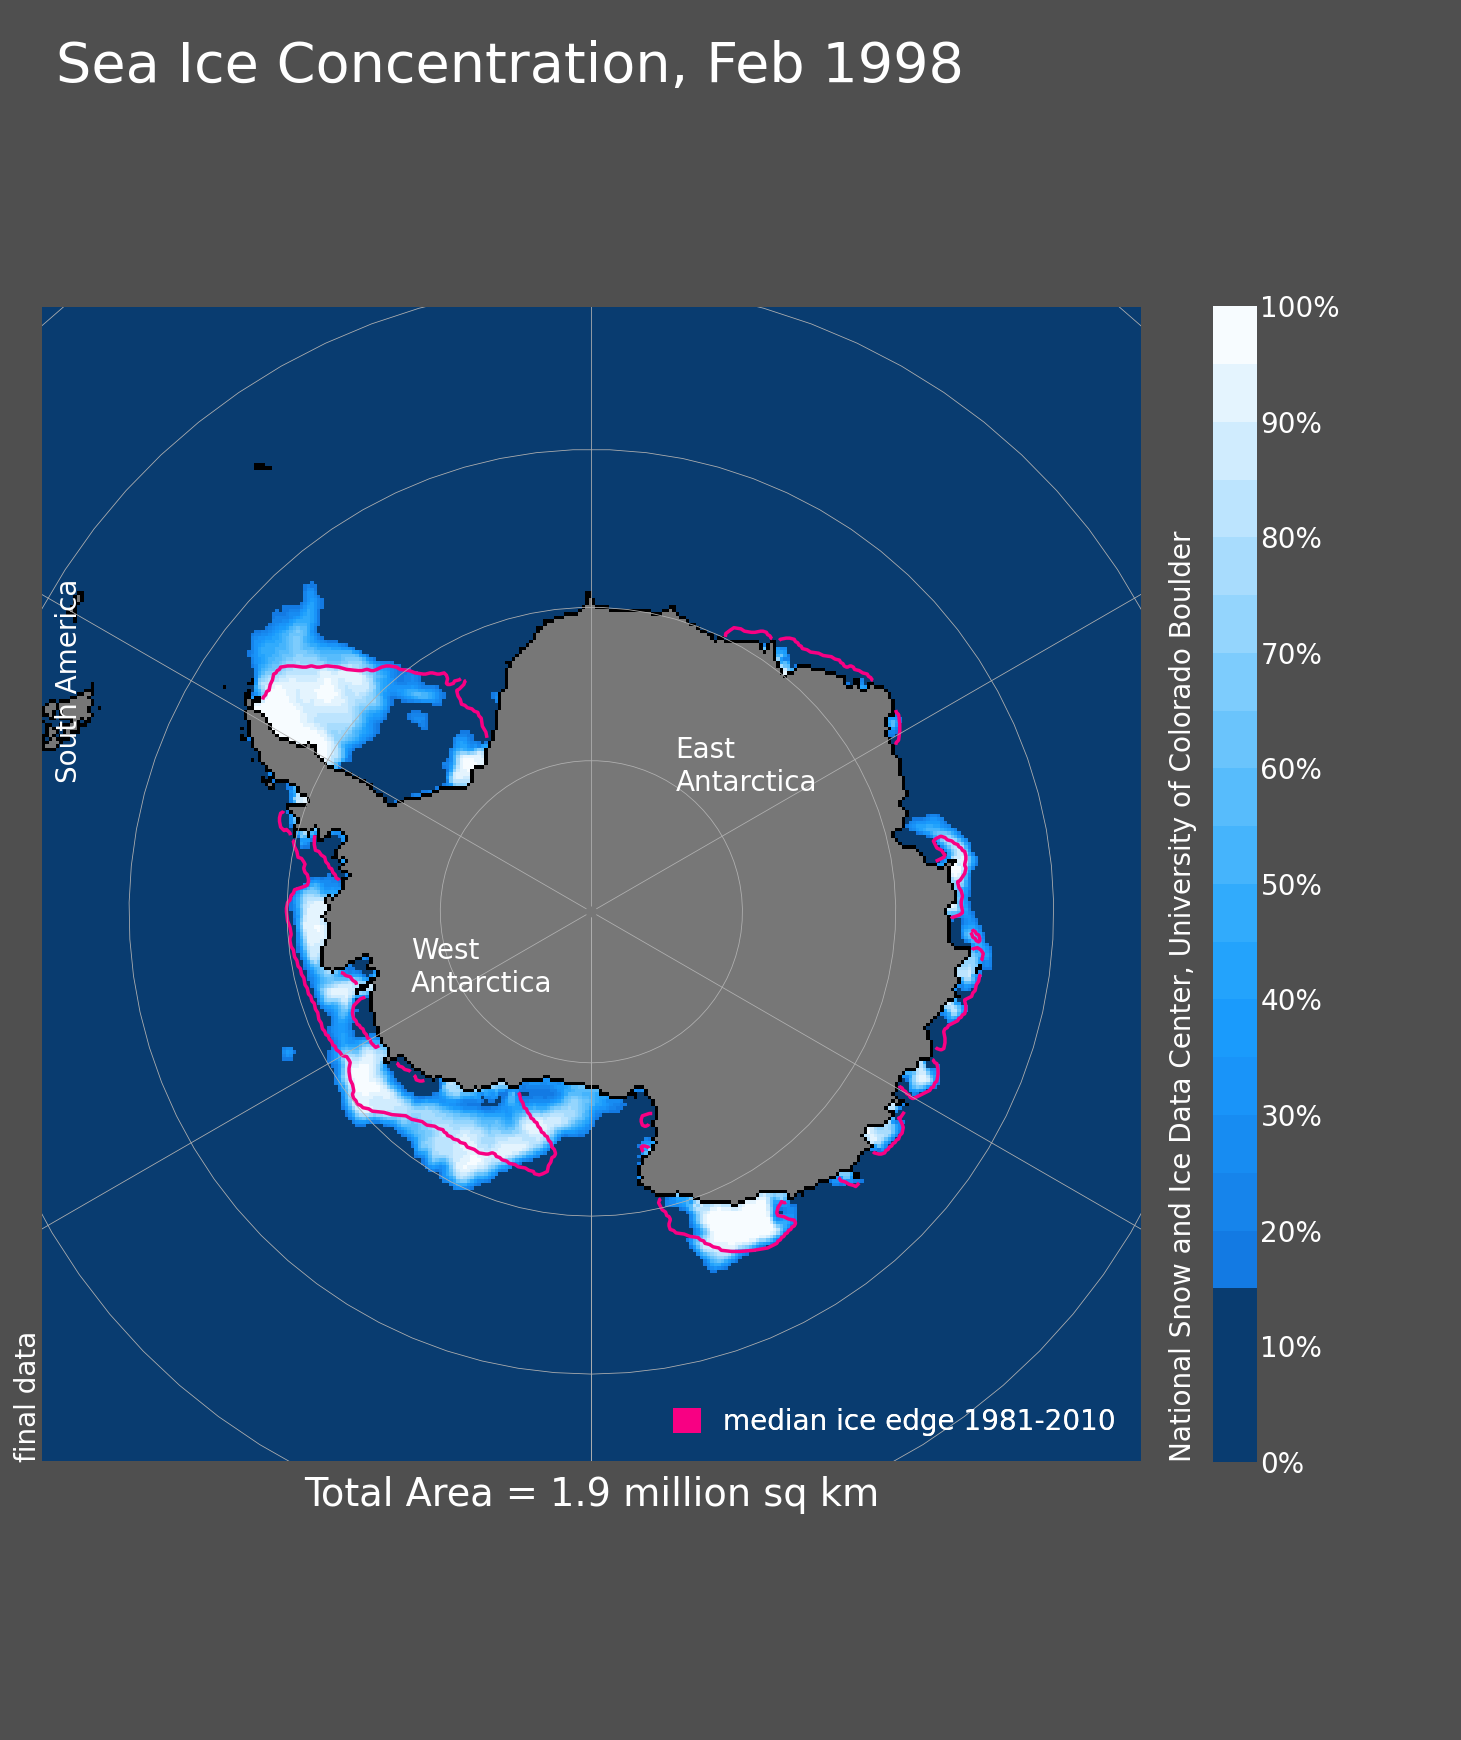 Sea Ice Concentration, Feb 1998
South America
East
Antarctica
West
Antarctica
final data
median ice edge 1981-2010
Total Area = 1.9 million sq km
National Snow and Ice Data Center, University of Colorado Boulder
100%
90%
80%
70%
60%
50%
40%
30%
20%
10%
0%